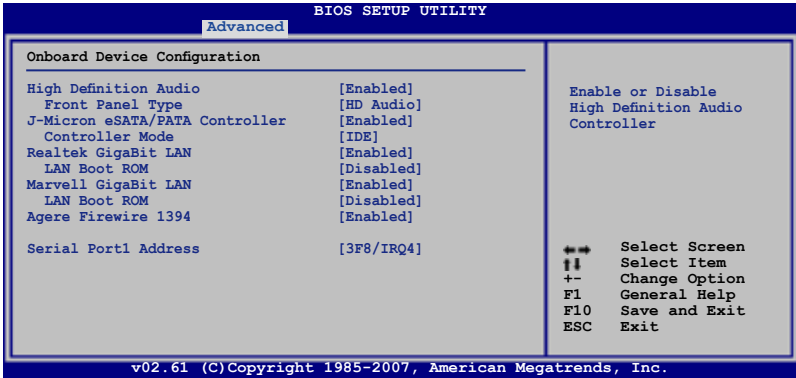 BIOS SETUP UTILITY
Advanced
Onboard Device Configuration
High Definition Audio [Enabled]
Front Panel Type [HD Audio]
J-Micron eSATA/PATA Controller [Enabled]
Controller Mode [IDE]
Realtek GigaBit LAN [Enabled]
LAN Boot ROM [Disabled]
Marvell GigaBit LAN [Enabled]
LAN Boot ROM [Disabled]
Agere Firewire 1394 [Enabled]
Serial Port1 Address [3F8/IRQ4]
Enable or Disable
High Definition Audio
Controller
←→ Select Screen
↑↓ Select Item
+- Change Option
F1 General Help
F10 Save and Exit
ESC Exit
v02.61 (C)Copyright 1985-2007, American Megatrends, Inc.